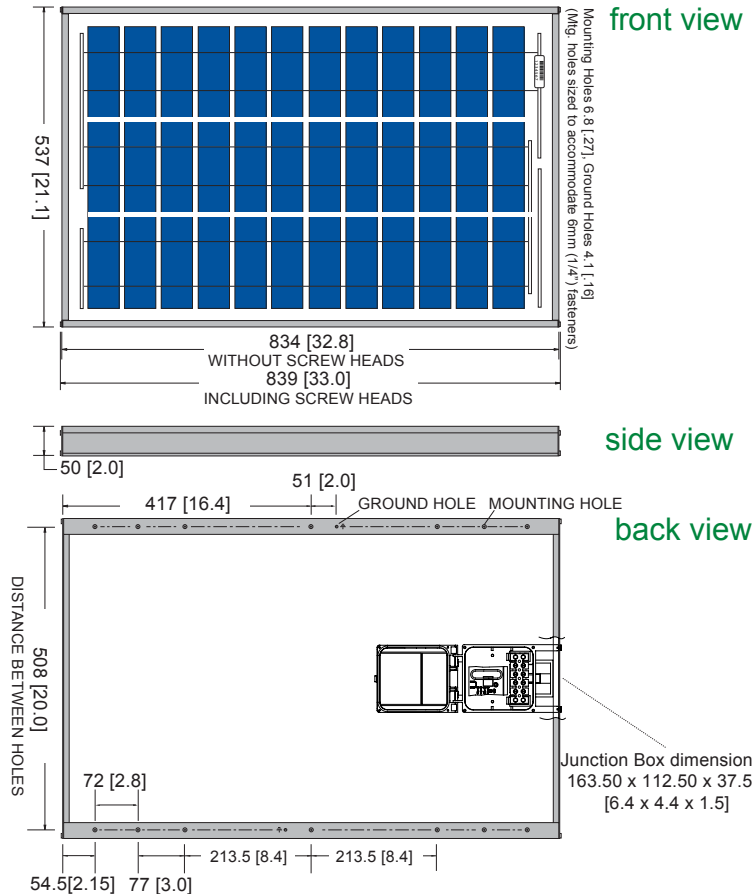 front view
Mounting Holes 6.8 [.27], Ground Holes 4.1 [.16]
(Mtg. holes sized to accommodate 6mm (1/4") fasteners)
537 [21.1]
834 [32.8]
WITHOUT SCREW HEADS
839 [33.0]
INCLUDING SCREW HEADS
side view
50 [2.0]
51 [2.0]
417 [16.4]
GROUND HOLE
MOUNTING HOLE
back view
508 [20.0]
DISTANCE BETWEEN HOLES
72 [2.8]
Junction Box dimension
163.50 x 112.50 x 37.5
[6.4 x 4.4 x 1.5]
213.5 [8.4]
213.5 [8.4]
54.5[2.15]
77 [3.0]